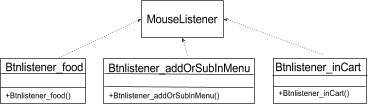 MouseListener
Btnlistener_food
Btnlistener_addOrSubInMenu
Btnlistener_inCart
+Btnlistener_food()
+Btnlistener_addOrSubInMenu()
+Btnlistener_inCart()